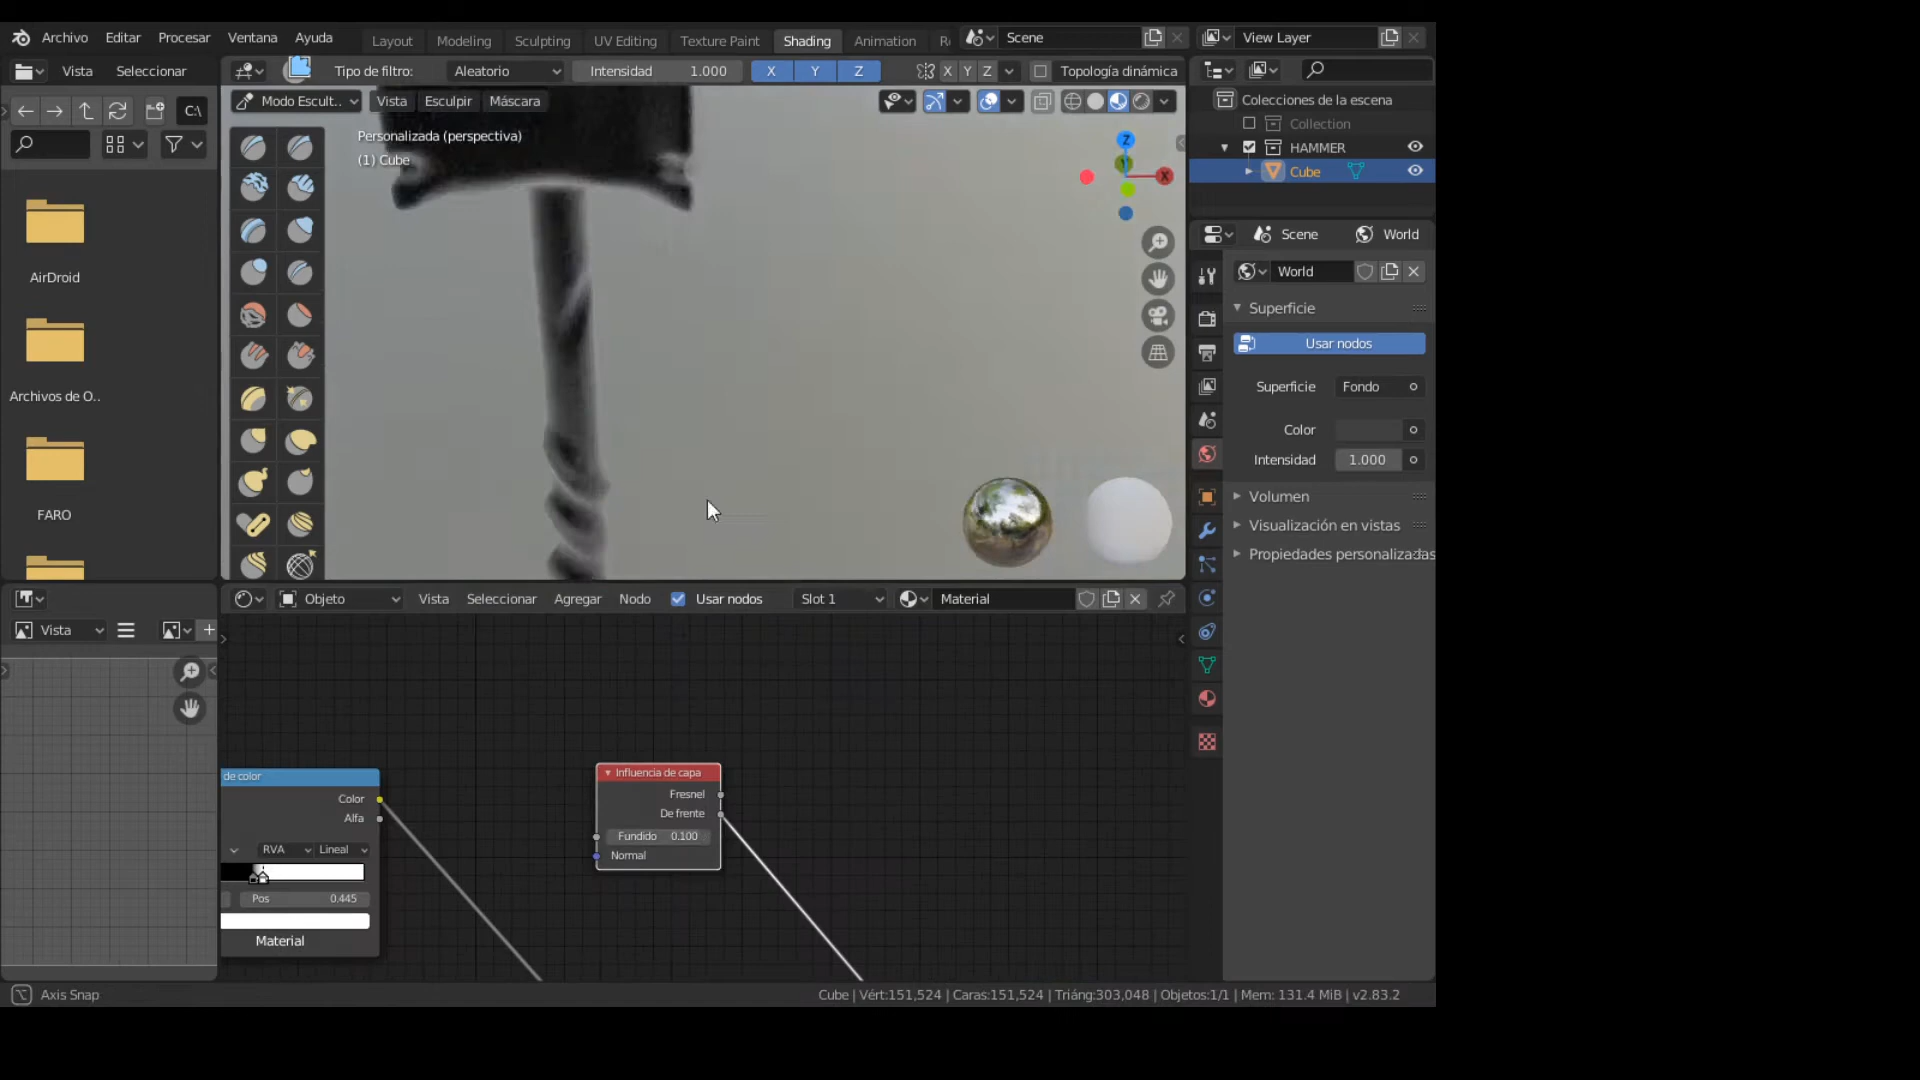 Archivo Editar Procesar Ventana Ayuda Layout Modeling Sculpting UV Editing Texture Paint Shading Animation Scene View Layer
Vista Seleccionar Tipo de filtro: Aleatorio Intensidad 1.000 X Y Z X Y Z Topología dinámica
C:\ Modo Escult.. Vista Esculpir Máscara Colecciones de la escena
Personalizada (perspectiva) Collection
(1) Cube HAMMER
Cube
Z
X
Scene World
AirDroid World
Superficie
Usar nodos
Archivos de O.. Superficie Fondo
Color
Intensidad 1.000
FARO Volumen
Visualización en vistas
Propiedades personalizadas
Objeto Vista Seleccionar Agregar Nodo Usar nodos Slot 1 Material
Vista
de color Influencia de capa
Color Fresnel
Alfa De frente
Fundido 0.100
RVA Lineal Normal
Pos 0.445
Material
Axis Snap Cube | Vért:151,524 | Caras:151,524 | Triáng:303,048 | Objetos:1/1 | Mem: 131.4 MiB | v2.83.2